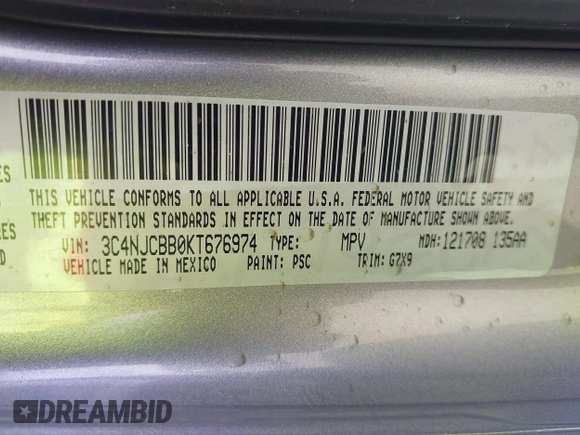 ES
THIS VEHICLE CONFORMS TO ALL APPLICABLE U.S.A. FEDERAL MOTOR VEHICLE SAFETY AND
THEFT PREVENTION STANDARDS IN EFFECT ON THE DATE OF MANUFACTURE SHOWN ABOVE.
RES
VIN: 3C4NJCBB0KT676974 TYPE: MPV MDH: 121708 135AA
D
VEHICLE MADE IN MEXICO PAINT: PSC TRIM: G7X9
DREAMBID